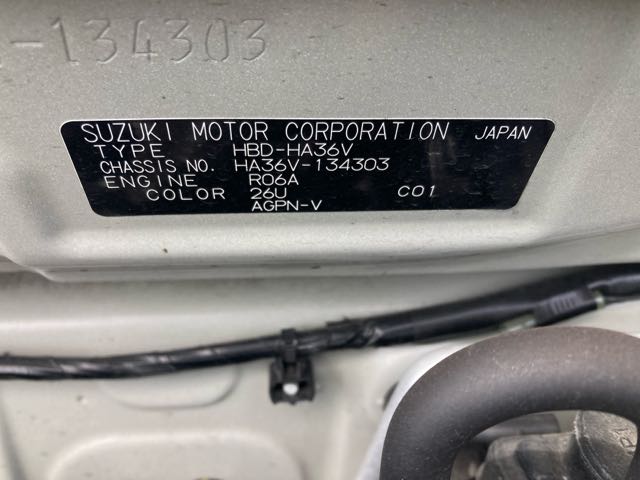 -134303
SUZUKI MOTOR CORPORATION JAPAN
TYPE HBD-HA36V
CHASSIS NO. HA36V-134303
ENGINE R06A
COLOR 26U C01
AGPN-V